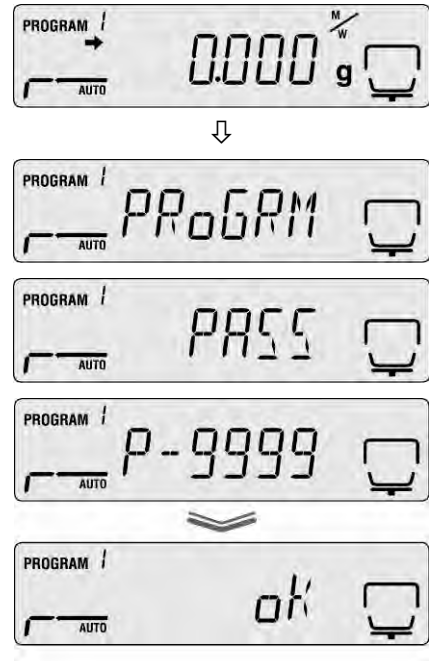 PROGRAM 1
M/W
0.000 g
AUTO
PROGRAM 1
PRoGRM
AUTO
PROGRAM 1
PASS
AUTO
PROGRAM 1
P-9999
AUTO
PROGRAM 1
oK
AUTO